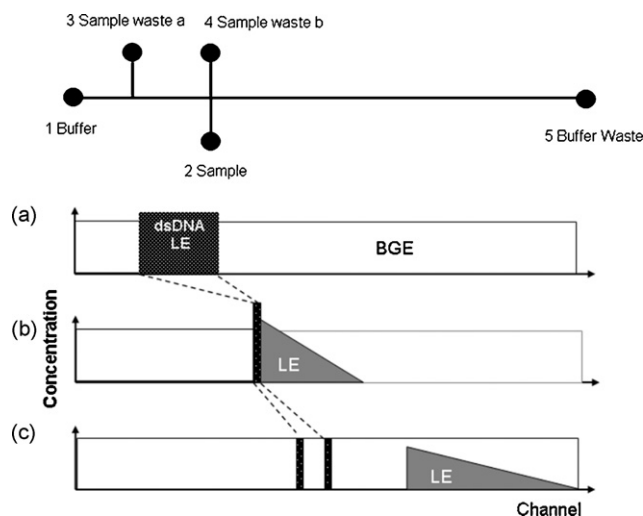 3 Sample waste a
4 Sample waste b
1 Buffer
5 Buffer Waste
2 Sample
(a)
dsDNA
LE
BGE
(b)
LE
(c)
LE
Concentration
Channel